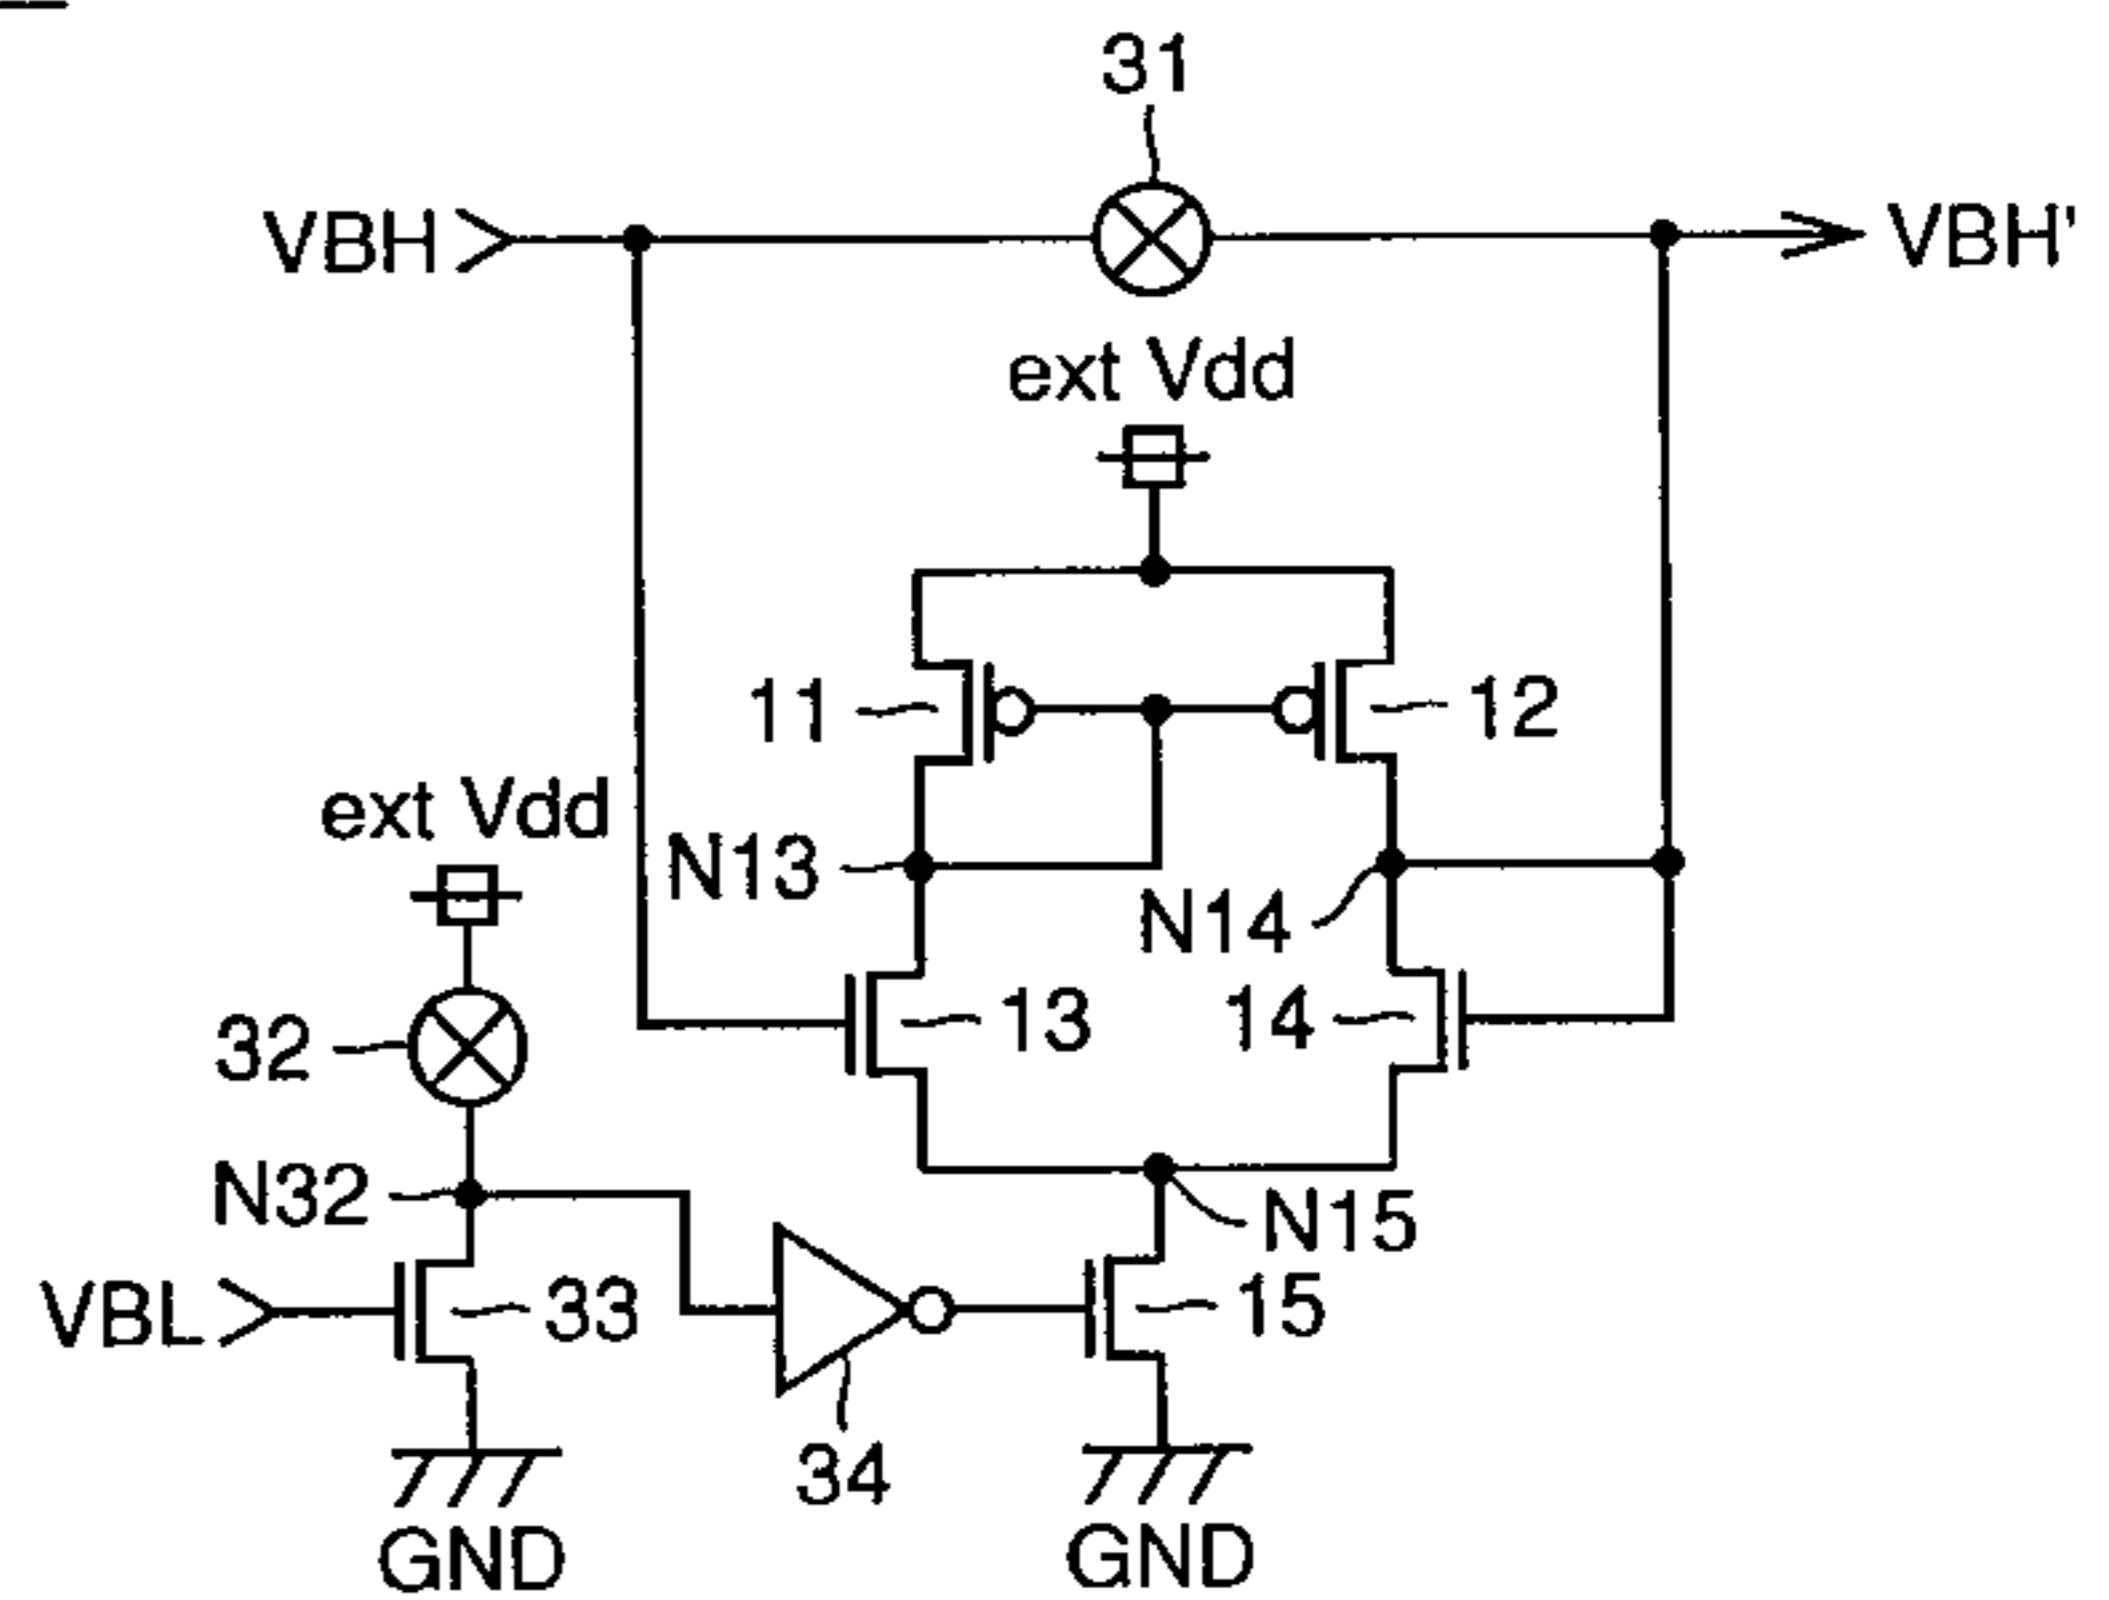 31
VBH
VBH'
ext Vdd
11
12
ext Vdd
N13
N14
32
13
14
N32
N15
VBL
33
15
34
GND
GND